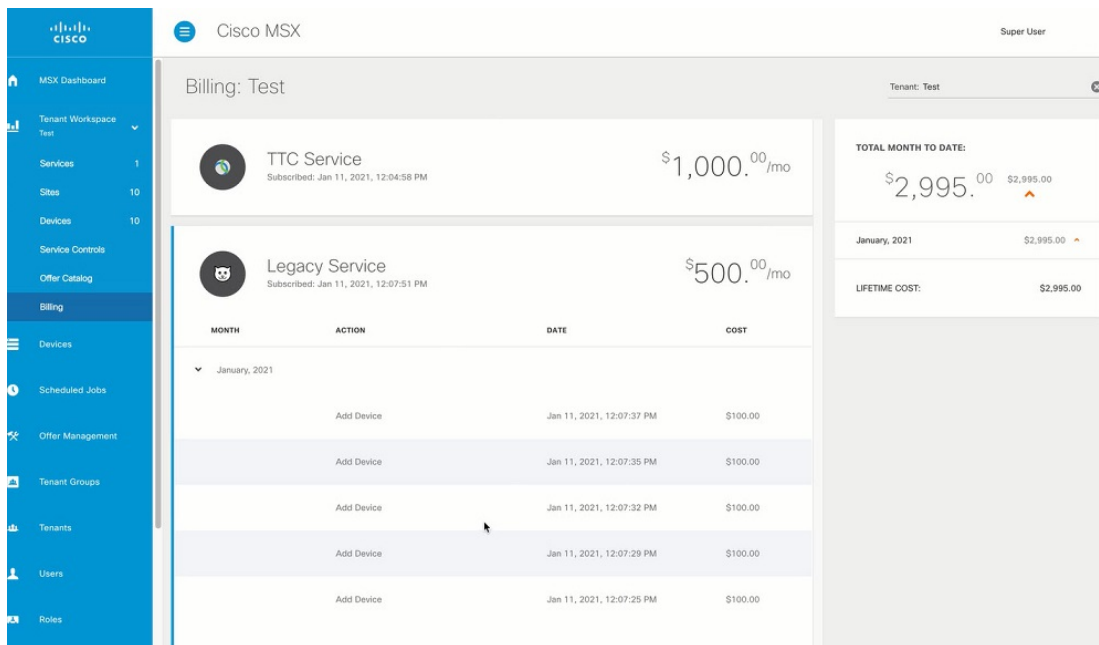 CISCO
Cisco MSX
Super User
MSX Dashboard
Tenant Workspace
Test
Services 1
Sites 10
Devices 10
Service Controls
Offer Catalog
Billing
Devices
Scheduled Jobs
Offer Management
Tenant Groups
Tenants
Users
Roles
Billing: Test
Tenant: Test
TTC Service
Subscribed: Jan 11, 2021, 12:04:58 PM
$1,000.00/mo
Legacy Service
Subscribed: Jan 11, 2021, 12:07:51 PM
$500.00/mo
MONTH ACTION DATE COST
January, 2021
Add Device Jan 11, 2021, 12:07:37 PM $100.00
Add Device Jan 11, 2021, 12:07:35 PM $100.00
Add Device Jan 11, 2021, 12:07:32 PM $100.00
Add Device Jan 11, 2021, 12:07:29 PM $100.00
Add Device Jan 11, 2021, 12:07:25 PM $100.00
TOTAL MONTH TO DATE:
$2,995.00 $2,995.00
January, 2021 $2,995.00
LIFETIME COST: $2,995.00